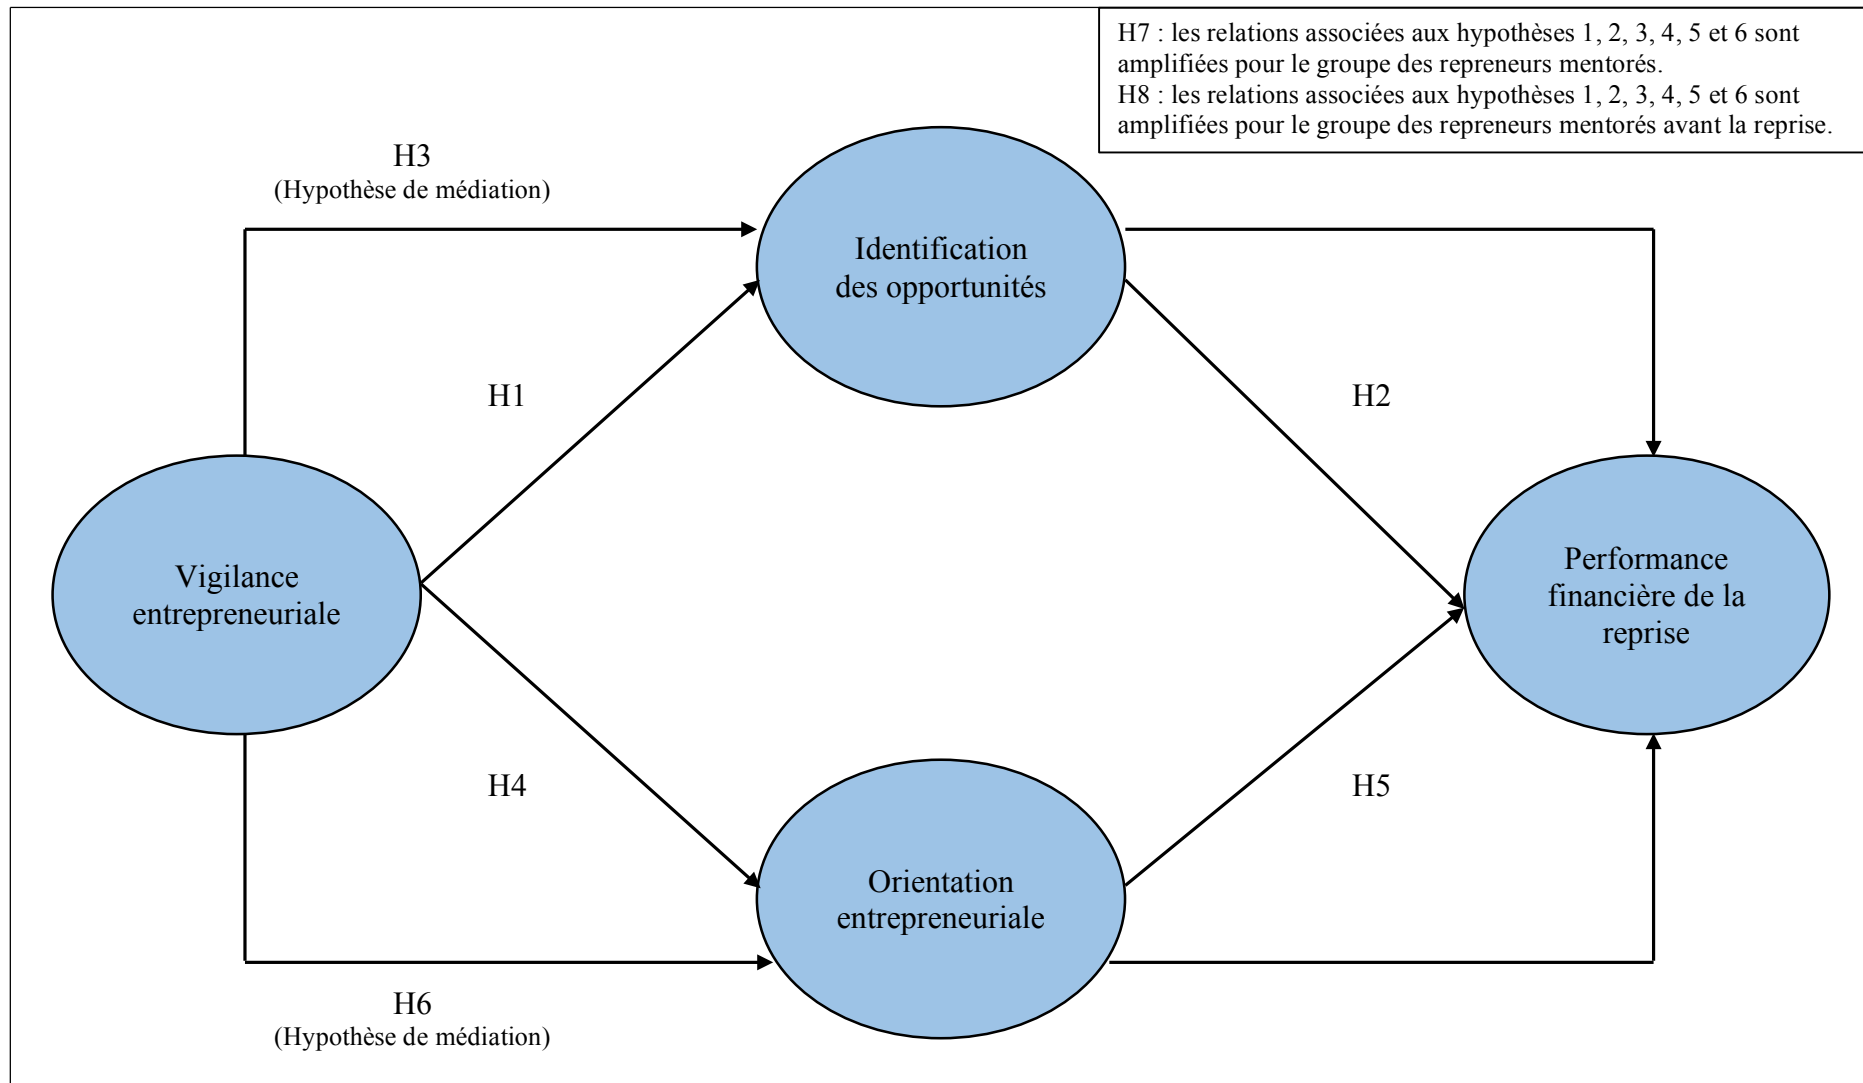 H7 : les relations associées aux hypothèses 1, 2, 3, 4, 5 et 6 sont
amplifiées pour le groupe des repreneurs mentorés.
H8 : les relations associées aux hypothèses 1, 2, 3, 4, 5 et 6 sont
amplifiées pour le groupe des repreneurs mentorés avant la reprise.
H3
(Hypothèse de médiation)
Identification
des opportunités
H1
H2
Vigilance
entrepreneuriale
Performance
financière de la
reprise
H4
H5
Orientation
entrepreneuriale
H6
(Hypothèse de médiation)